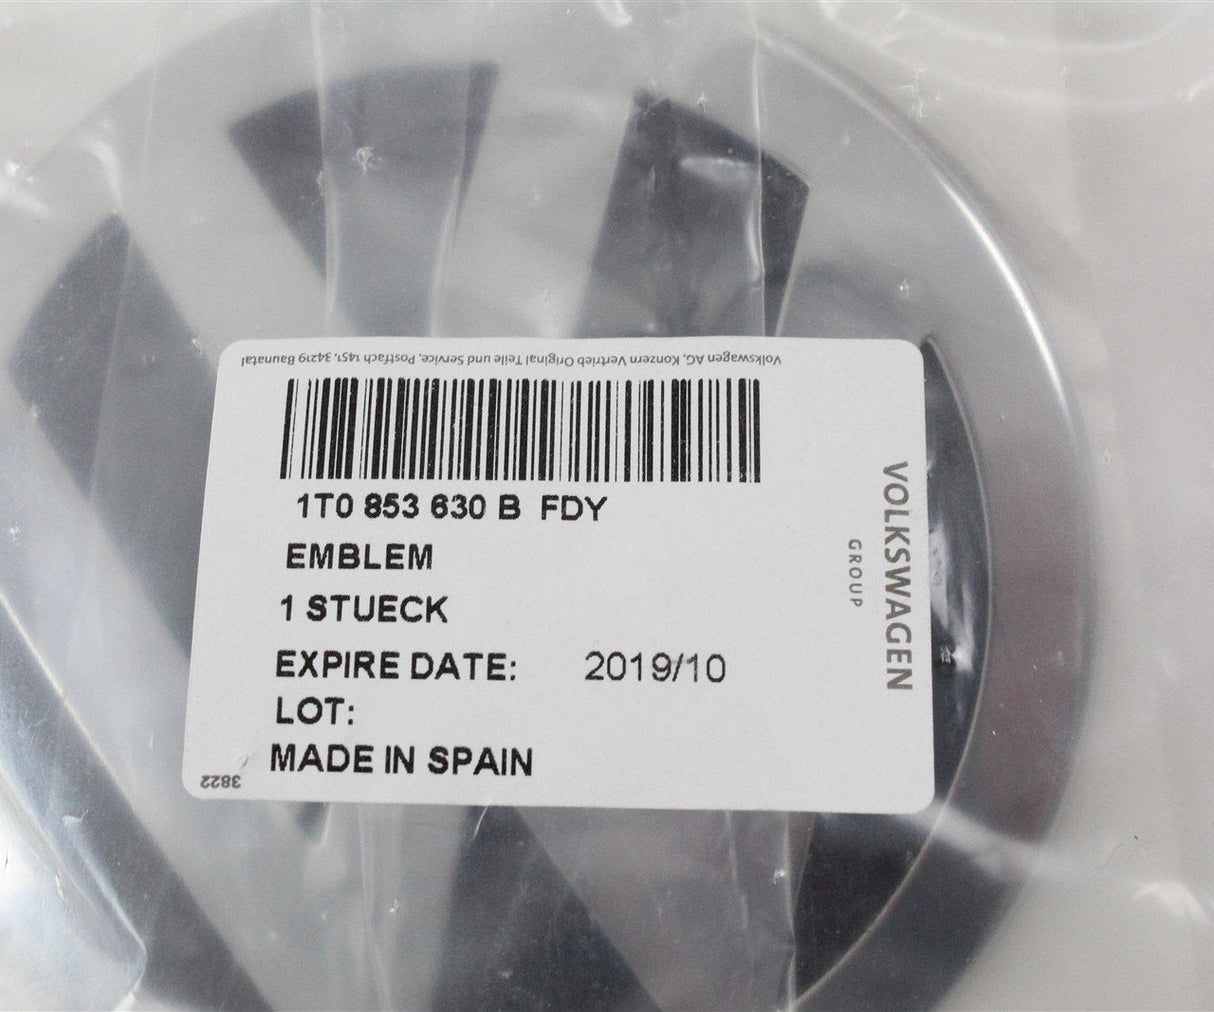 Volkswagen AG, Konzern Vertrieb Original Teile und Service, Postfach 1451, 34219 Baunatal
1T0 853 630 B FDY
EMBLEM
1 STUECK
EXPIRE DATE: 2019/10
LOT:
MADE IN SPAIN
3822
VOLKSWAGEN
GROUP